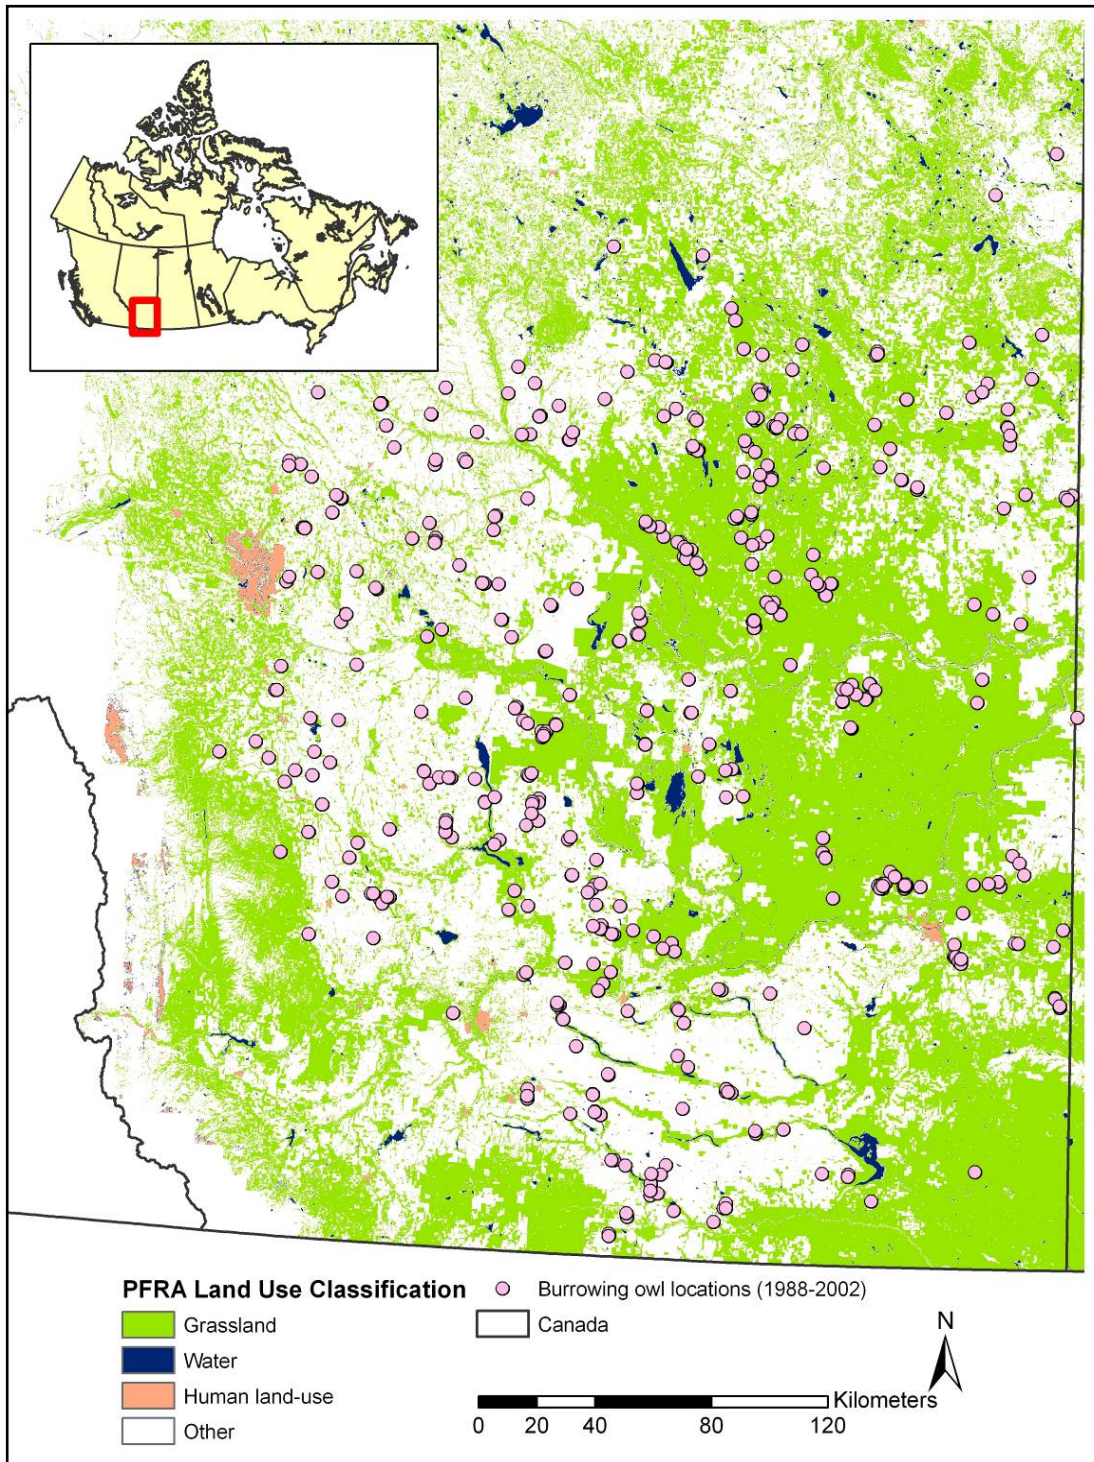 PFRA Land Use Classification
Grassland
Water
Human land-use
Other
Burrowing owl locations (1988-2002)
Canada
N
Kilometers
0 20 40 80 120